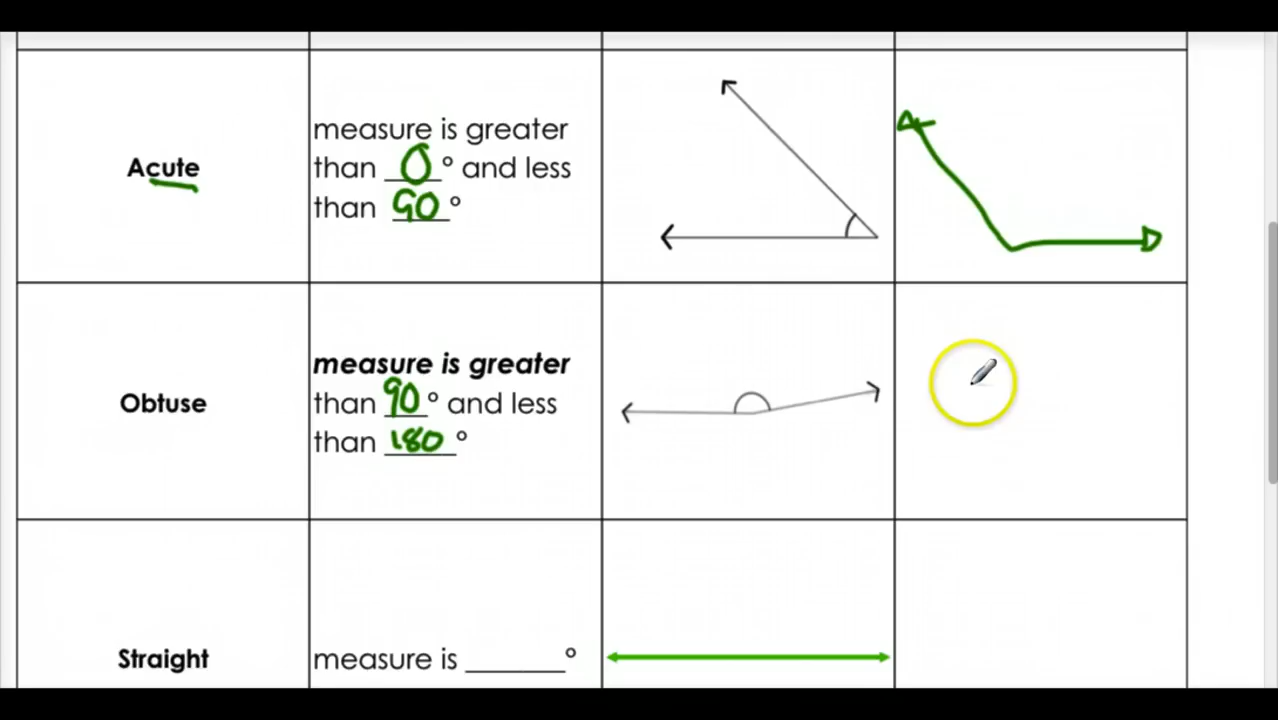 Acute
measure is greater
than 0° and less
than 90°
Obtuse
measure is greater
than 90° and less
than 180°
Straight
measure is _______°